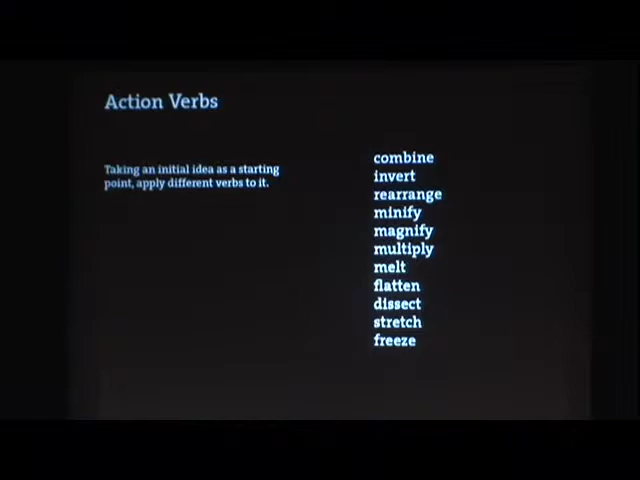 Action Verbs
Taking an initial idea as a starting
point, apply different verbs to it.
combine
invert
rearrange
minify
magnify
multiply
melt
flatten
dissect
stretch
freeze